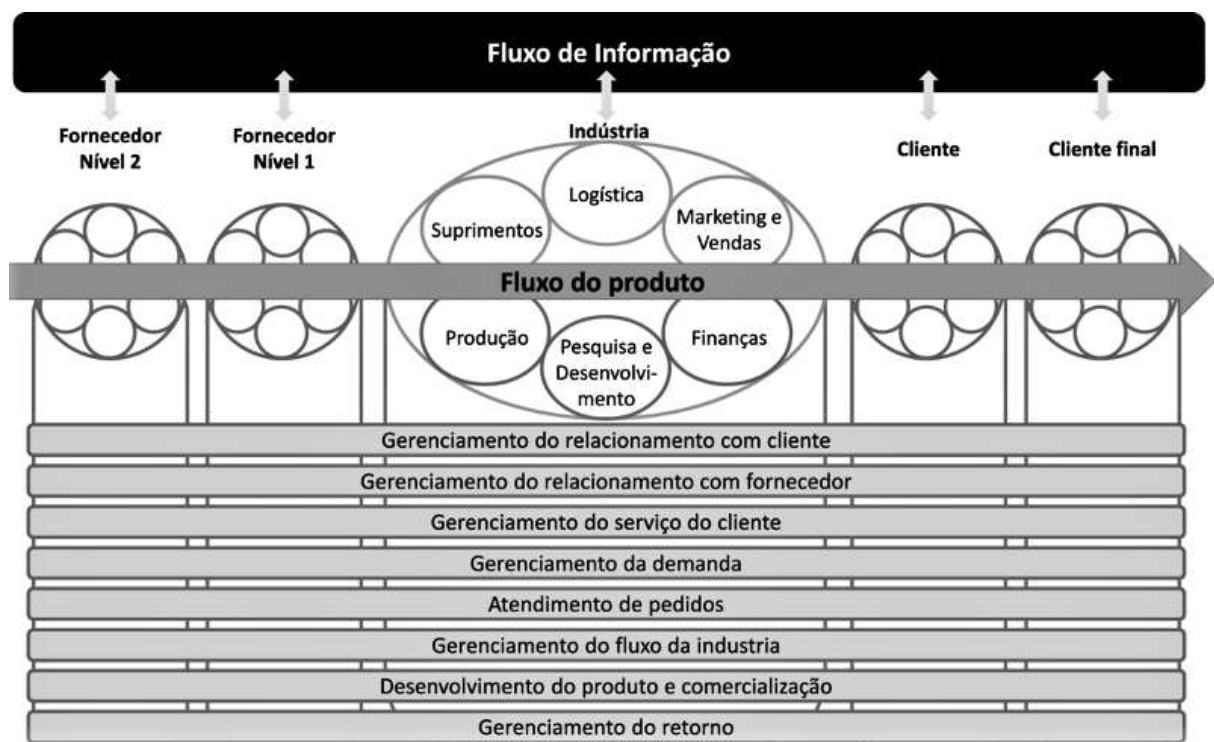 Fluxo de Informação
Fornecedor
Nível 2
Fornecedor
Nível 1
Indústria
Cliente
Cliente final
Logística
Suprimentos
Marketing e
Vendas
Fluxo do produto
Produção
Pesquisa e
Desenvolvi-
mento
Finanças
Gerenciamento do relacionamento com cliente
Gerenciamento do relacionamento com fornecedor
Gerenciamento do serviço do cliente
Gerenciamento da demanda
Atendimento de pedidos
Gerenciamento do fluxo da industria
Desenvolvimento do produto e comercialização
Gerenciamento do retorno